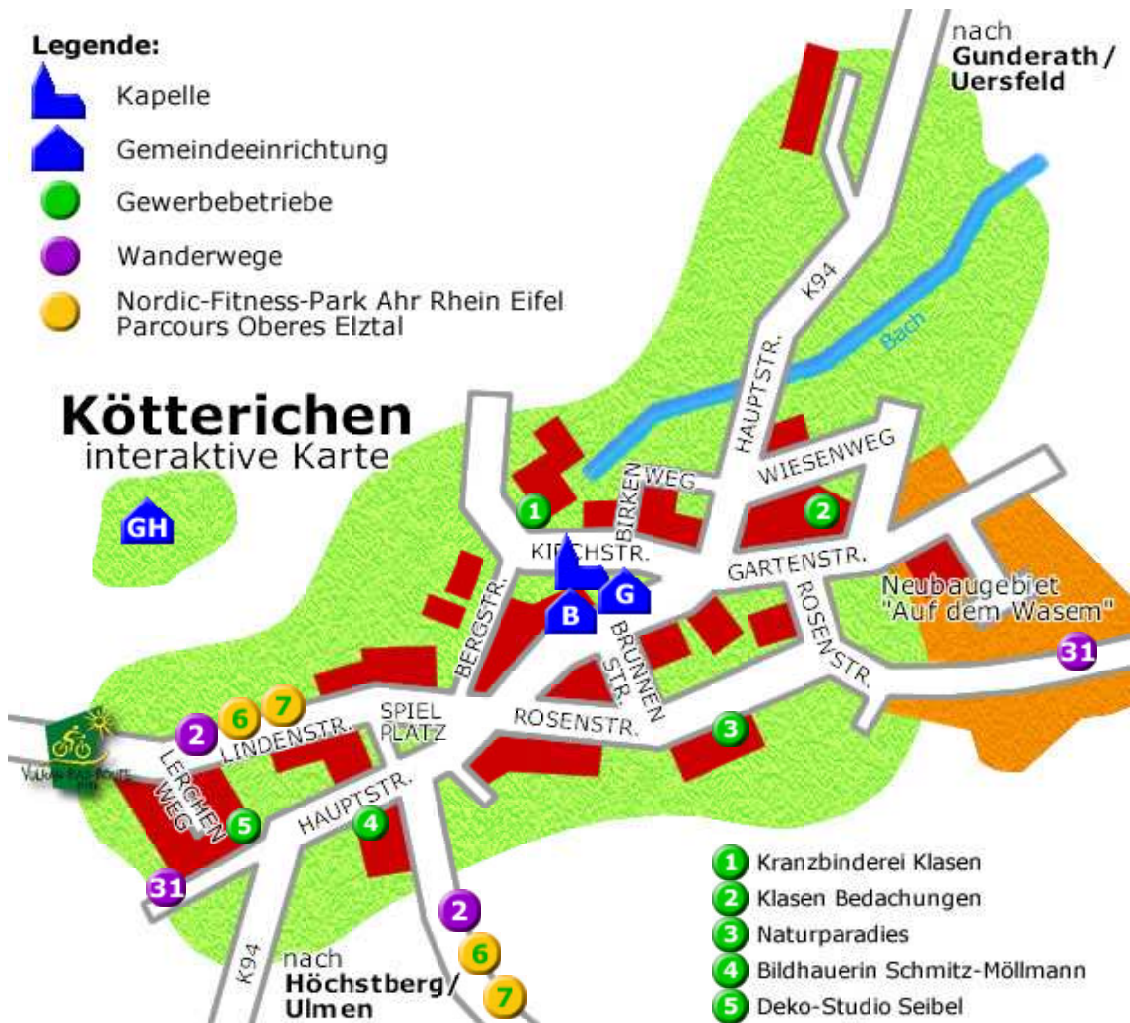 Legende:
Kapelle
Gemeindeeinrichtung
Gewerbebetriebe
Wanderwege
Nordic-Fitness-Park Ahr Rhein Eifel
Parcours Oberes Elztal
nach
Gunderath/
Uersfeld
K94
Bach
HAUPTSTR.
Kötterichen
interaktive Karte
GH
WIESENWEG
BIRKEN
WEG
1
2
KIRCHSTR.
GARTENSTR.
G
B
BERGSTR.
BRUNNEN
STR.
ROSEN
STR.
Neubaugebiet
"Auf dem Wasem"
31
2
6
7
LINDENSTR.
SPIEL
PLATZ
ROSENSTR.
3
LERCHEN
WEG
5
HAUPTSTR.
4
31
K94
2
6
7
nach
Höchstberg/
Ulmen
1 Kranzbinderei Klasen
2 Klasen Bedachungen
3 Naturparadies
4 Bildhauerin Schmitz-Möllmann
5 Deko-Studio Seibel